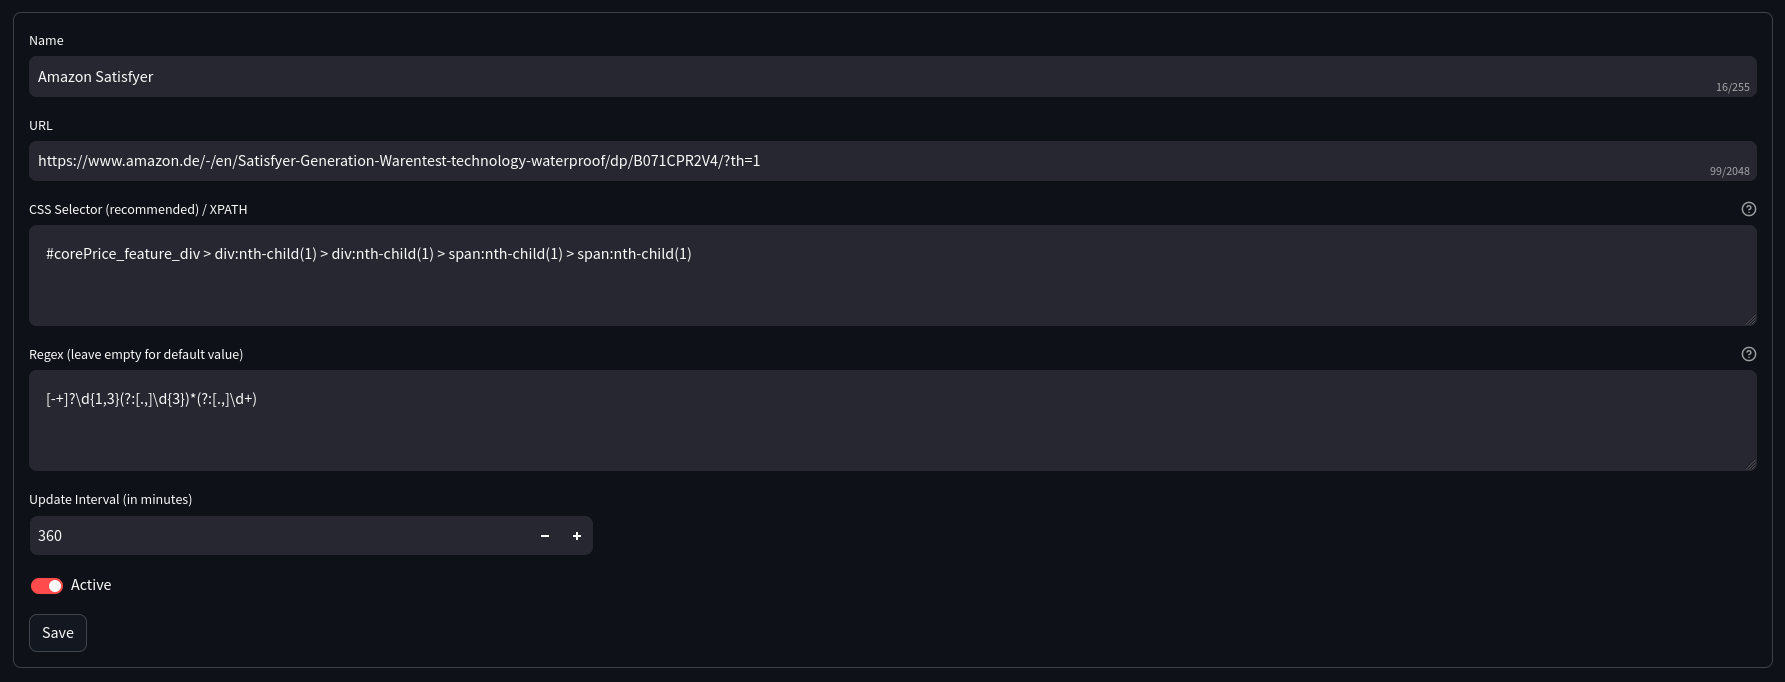 Name
Amazon Satisfyer
16/255
URL
https://www.amazon.de/-/en/Satisfyer-Generation-Warentest-technology-waterproof/dp/B071CPR2V4/?th=1
99/2048
CSS Selector (recommended) / XPATH
#corePrice_feature_div > div:nth-child(1) > div:nth-child(1) > span:nth-child(1) > span:nth-child(1)
Regex (leave empty for default value)
[-+]?\d{1,3}(?:[.,]\d{3})*(?:[.,]\d+)
Update Interval (in minutes)
360
Active
Save